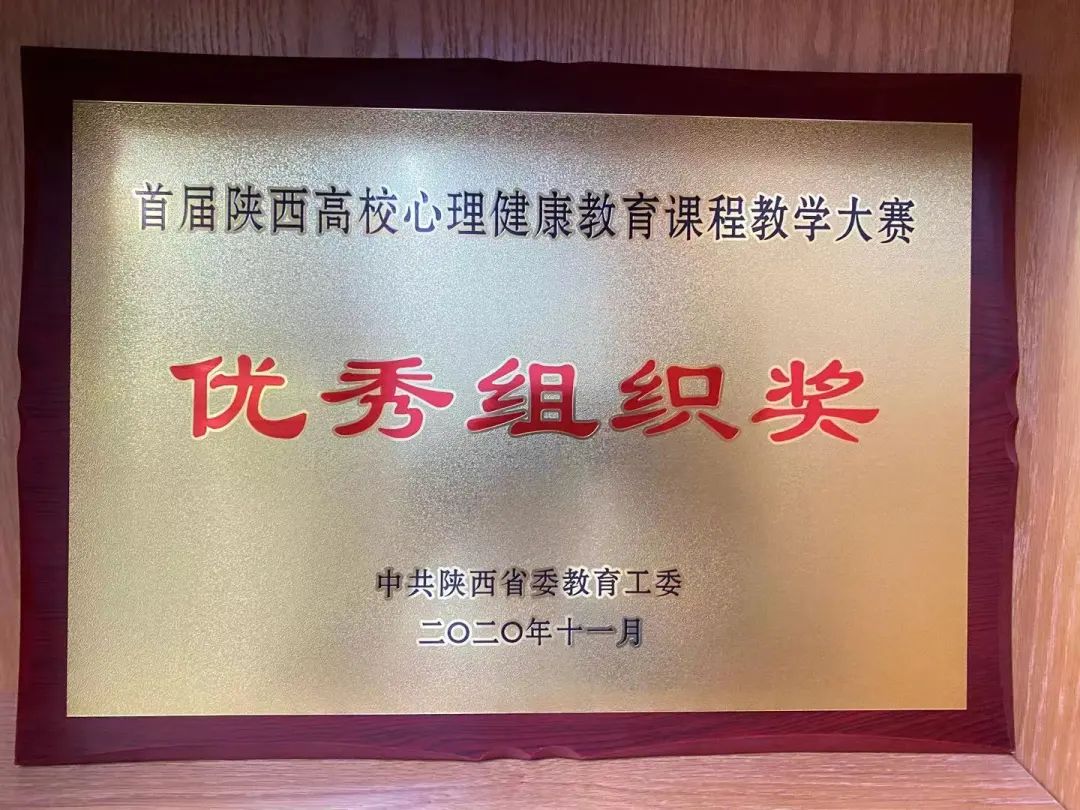 首届陕西高校心理健康教育课程教学大赛
优秀组织奖
中共陕西省委教育工委
二〇二〇年十一月